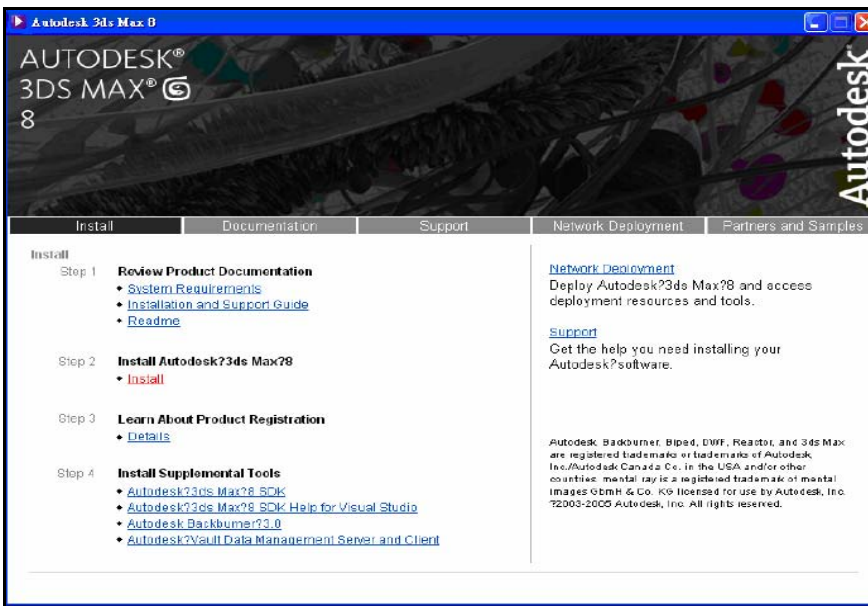 Autodesk 3ds Max 8
AUTODESK®
3DS MAX®
8
Autodesk
Install
Documentation
Support
Network Deployment
Partners and Samples
Install
Step 1
Review Product Documentation
System Requirements
Installation and Support Guide
Readme
Step 2
Install Autodesk?3ds Max?8
Install
Step 3
Learn About Product Registration
Details
Step 4
Install Supplemental Tools
Autodesk?3ds Max?8 SDK
Autodesk?3ds Max?8 SDK Help for Visual Studio
Autodesk Backburner?3.0
Autodesk?Vault Data Management Server and Client
Network Deployment
Deploy Autodesk?3ds Max?8 and access
deployment resources and tools.
Support
Get the help you need installing your
Autodesk?software.
Autodesk, Backburner, Biped, DWF, Reactor, and 3ds Max
are registered trademarks or trademarks of Autodesk,
Inc./Autodesk Canada Co. in the USA and/or other
countries. mental ray is a registered trademark of mental
images GbmH & Co. KG licensed for use by Autodesk, Inc.
?2003-2005 Autodesk, Inc. All rights reserved.